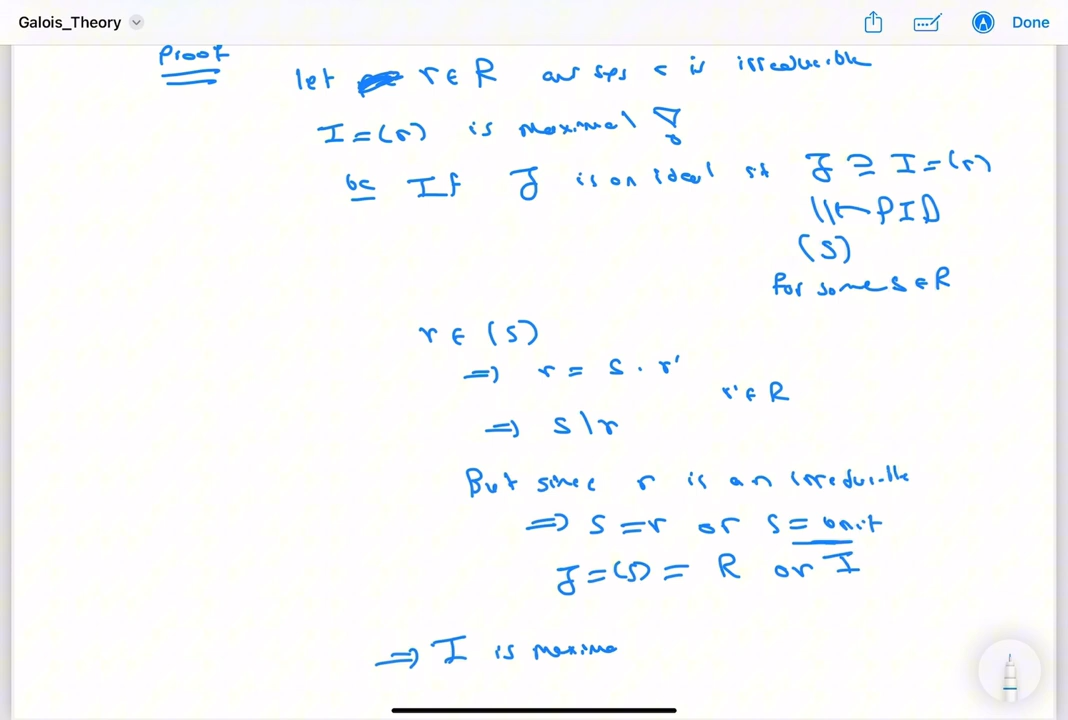 Galois_Theory
Done
Proof
let r ∈ R and sps r is irreducible
I = (r) is maximal
bc If J is an ideal st J ⊇ I = (r)
|| ← PID
(s)
for some s ∈ R
r ∈ (s)
=> r = s · r'
r' ∈ R
=> s | r
But since r is an irreducible
=> s = r or s = unit
J = (s) = R or I
=> I is maxima